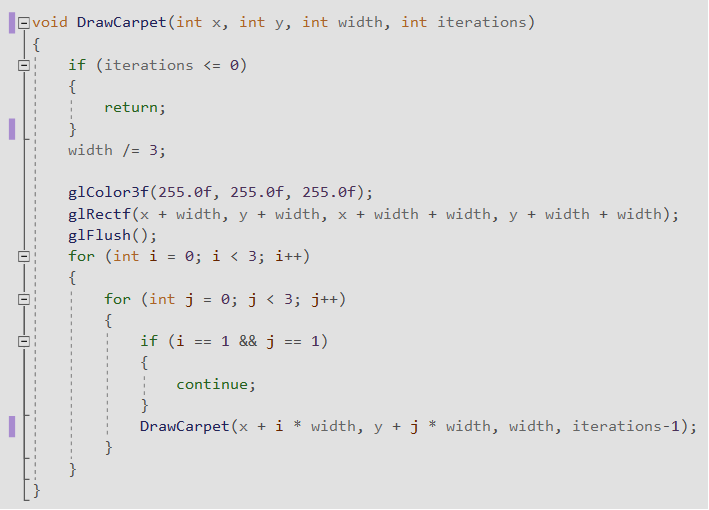 void DrawCarpet(int x, int y, int width, int iterations)
{
    if (iterations <= 0)
    {
        return;
    }
    width /= 3;

    glColor3f(255.0f, 255.0f, 255.0f);
    glRectf(x + width, y + width, x + width + width, y + width + width);
    glFlush();
    for (int i = 0; i < 3; i++)
    {
        for (int j = 0; j < 3; j++)
        {
            if (i == 1 && j == 1)
            {
                continue;
            }
            DrawCarpet(x + i * width, y + j * width, width, iterations-1);
        }
    }
}